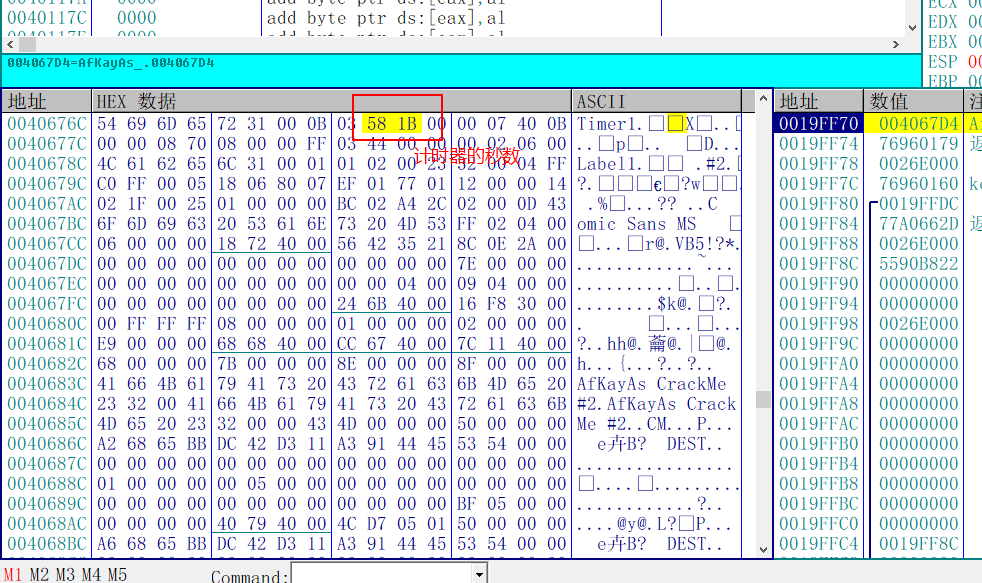 0040117C 0000 add byte ptr ds:[eax],al
EDX 00
EBX 00
ESP 00
004067D4=AfKayAs_.004067D4
EBP 00
地址 HEX 数据 ASCII 地址 数值 注
0040676C 54 69 6D 65 72 31 00 0B 03 58 1B 00 00 07 40 0B Timer1. X .. 0019FF70 004067D4 Af
0040677C 00 00 08 70 08 00 00 FF 03 44 00 00 00 02 06 00 .. p .. D... 0019FF74 76960179 返
计时器的秒数
0040678C 4C 61 62 65 6C 31 00 01 01 02 00 23 32 00 04 FF Label1. .#2. 0019FF78 0026E000
0040679C C0 FF 00 05 18 06 80 07 EF 01 77 01 12 00 00 14 ?. € ?w .. 0019FF7C 76960160 ke
004067AC 02 1F 00 25 01 00 00 00 BC 02 A4 2C 02 00 0D 43 .% ... ?? ..C 0019FF80 0019FFDC
004067BC 6F 6D 69 63 20 53 61 6E 73 20 4D 53 FF 02 04 00 omic Sans MS 0019FF84 77A0662D 返
004067CC 06 00 00 00 18 72 40 00 56 42 35 21 8C 0E 2A 00 ... r@.VB5!?*. 0019FF88 0026E000
004067DC 00 00 00 00 00 00 00 00 00 00 00 00 7E 00 00 00 ............~... 0019FF8C 5590B822
004067EC 00 00 00 00 00 00 00 00 00 00 04 00 09 04 00 00 .......... .. . 0019FF90 00000000
004067FC 00 00 00 00 00 00 00 00 24 6B 40 00 16 F8 30 00 ........$k@. ?. 0019FF94 00000000
0040680C 00 FF FF FF 08 00 00 00 01 00 00 00 02 00 00 00 . ... ... 0019FF98 0026E000
0040681C E9 00 00 00 68 68 40 00 CC 67 40 00 7C 11 40 00 ?..hh@.蘥@.| @. 0019FF9C 00000000
0040682C 68 00 00 00 7B 00 00 00 8E 00 00 00 8F 00 00 00 h...{...?..?.. 0019FFA0 00000000
0040683C 41 66 4B 61 79 41 73 20 43 72 61 63 6B 4D 65 20 AfKayAs CrackMe 0019FFA4 00000000
0040684C 23 32 00 41 66 4B 61 79 41 73 20 43 72 61 63 6B #2.AfKayAs Crack 0019FFA8 00000000
0040685C 4D 65 20 23 32 00 00 43 4D 00 00 00 50 00 00 00 Me #2..CM...P... 0019FFAC 00000000
0040686C A2 68 65 BB DC 42 D3 11 A3 91 44 45 53 54 00 00 e卉B? DEST.. 0019FFB0 00000000
0040687C 00 00 00 00 00 00 00 00 00 00 00 00 00 00 00 00 ................ 0019FFB4 00000000
0040688C 01 00 00 00 00 05 00 00 00 00 00 00 00 00 00 00 .... .......... 0019FFB8 00000000
0040689C 00 00 00 00 00 00 00 00 00 00 00 00 BF 05 00 00 ............?. 0019FFBC 00000000
004068AC 00 00 00 00 40 79 40 00 4C D7 05 01 50 00 00 00 ....@y@.L? P... 0019FFC0 00000000
004068BC A6 68 65 BB DC 42 D3 11 A3 91 44 45 53 54 00 00 e卉B? DEST.. 0019FFC4 0019FF8C
M1 M2 M3 M4 M5 Command: